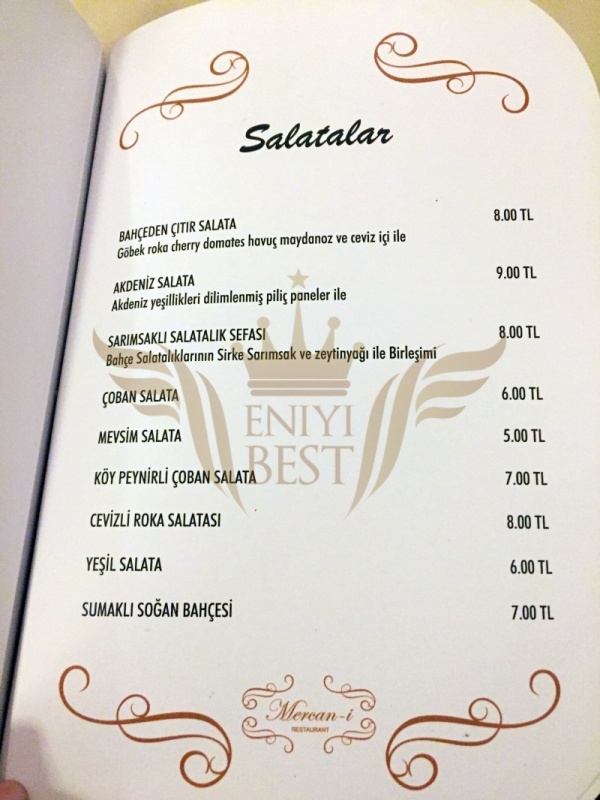 Salatalar
BAHÇEDEN ÇITIR SALATA 8.00 TL
Göbek roka cherry domates havuç maydanoz ve ceviz içi ile
AKDENİZ SALATA 9.00 TL
Akdeniz yeşillikleri dilimlenmiş piliç paneler ile
SARIMSAKLI SALATALIK SEFASI 8.00 TL
Bahçe Salatalıklarının Sirke Sarımsak ve zeytinyağı ile Birleşimi
ÇOBAN SALATA 6.00 TL
ENIYI
MEVSİM SALATA 5.00 TL
BEST
KÖY PEYNİRLİ ÇOBAN SALATA 7.00 TL
CEVİZLİ ROKA SALATASI 8.00 TL
YEŞİL SALATA 6.00 TL
SUMAKLI SOĞAN BAHÇESİ 7.00 TL
Mercan-i
RESTAURANT